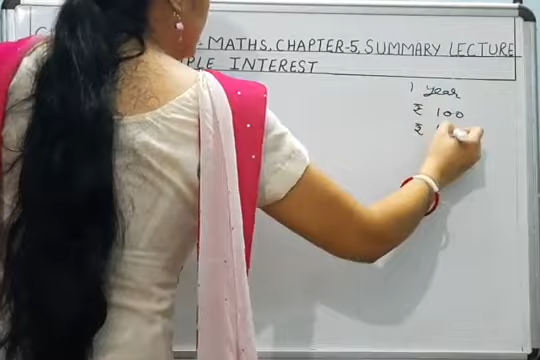 - MATHS, CHAPTER-5, SUMMARY LECTURE
PLE INTEREST
1 year
₹ 100
₹